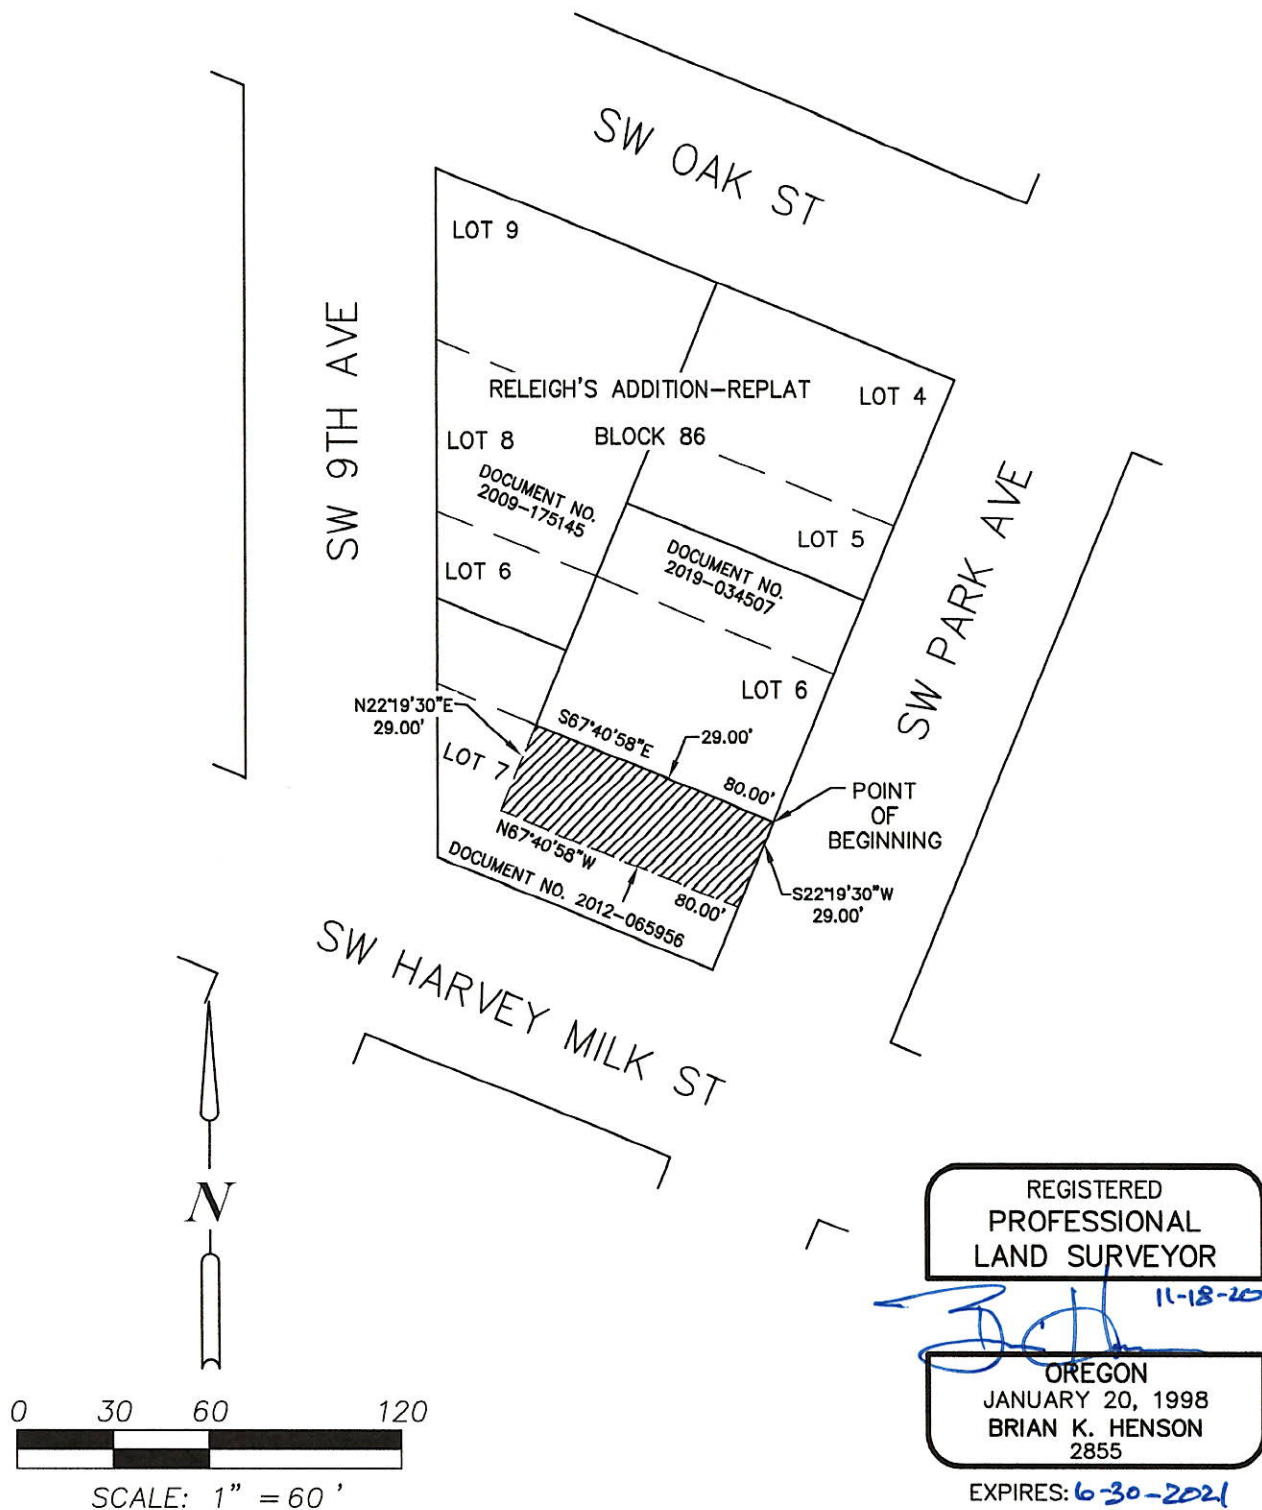 SW OAK ST
SW 9TH AVE
LOT 9
RELEIGH'S ADDITION-REPLAT
LOT 4
BLOCK 86
LOT 8
DOCUMENT NO.
2009-175145
LOT 5
DOCUMENT NO.
2019-034507
LOT 6
SW PARK AVE
LOT 6
N22°19'30"E
29.00'
S67°40'58"E
29.00'
LOT 7
80.00'
POINT
OF
BEGINNING
N67°40'58"W
80.00'
S22°19'30"W
29.00'
DOCUMENT NO. 2012-065956
SW HARVEY MILK ST
N
REGISTERED
PROFESSIONAL
LAND SURVEYOR
11-18-20
OREGON
JANUARY 20, 1998
BRIAN K. HENSON
2855
EXPIRES: 6-30-2021
0 30 60 120
SCALE: 1" = 60 '